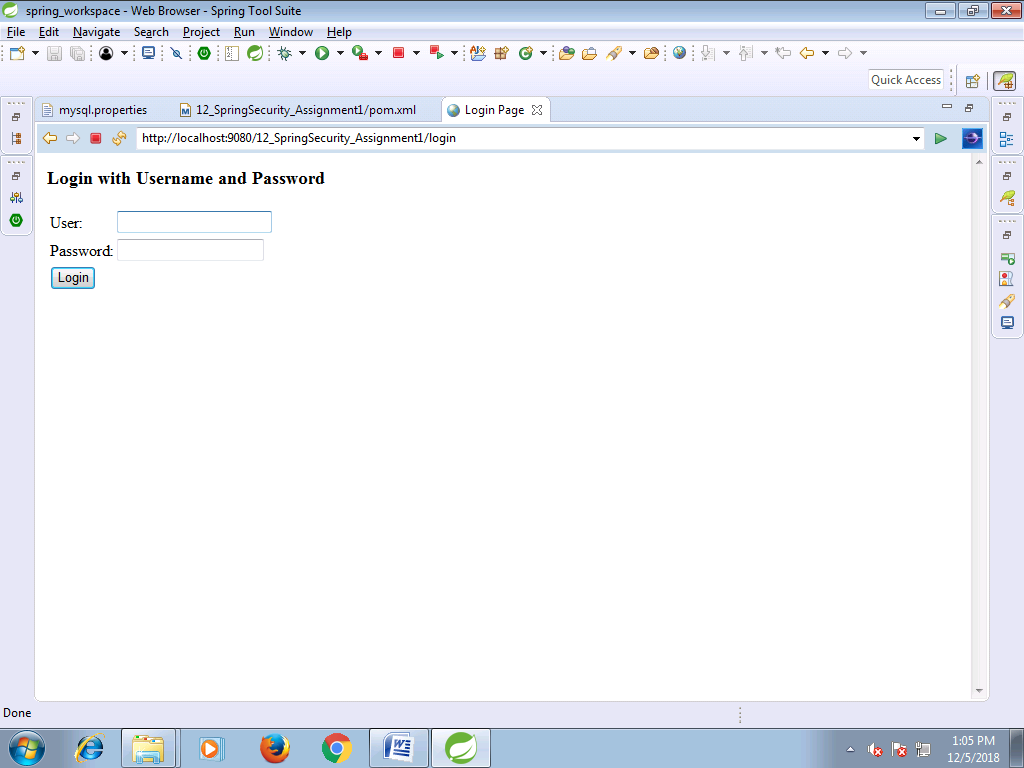 spring_workspace - Web Browser - Spring Tool Suite
File Edit Navigate Search Project Run Window Help
Quick Access
mysql.properties 12_SpringSecurity_Assignment1/pom.xml Login Page
http://localhost:9080/12_SpringSecurity_Assignment1/login
Login with Username and Password
User:
Password:
Login
Done
1:05 PM
12/5/2018